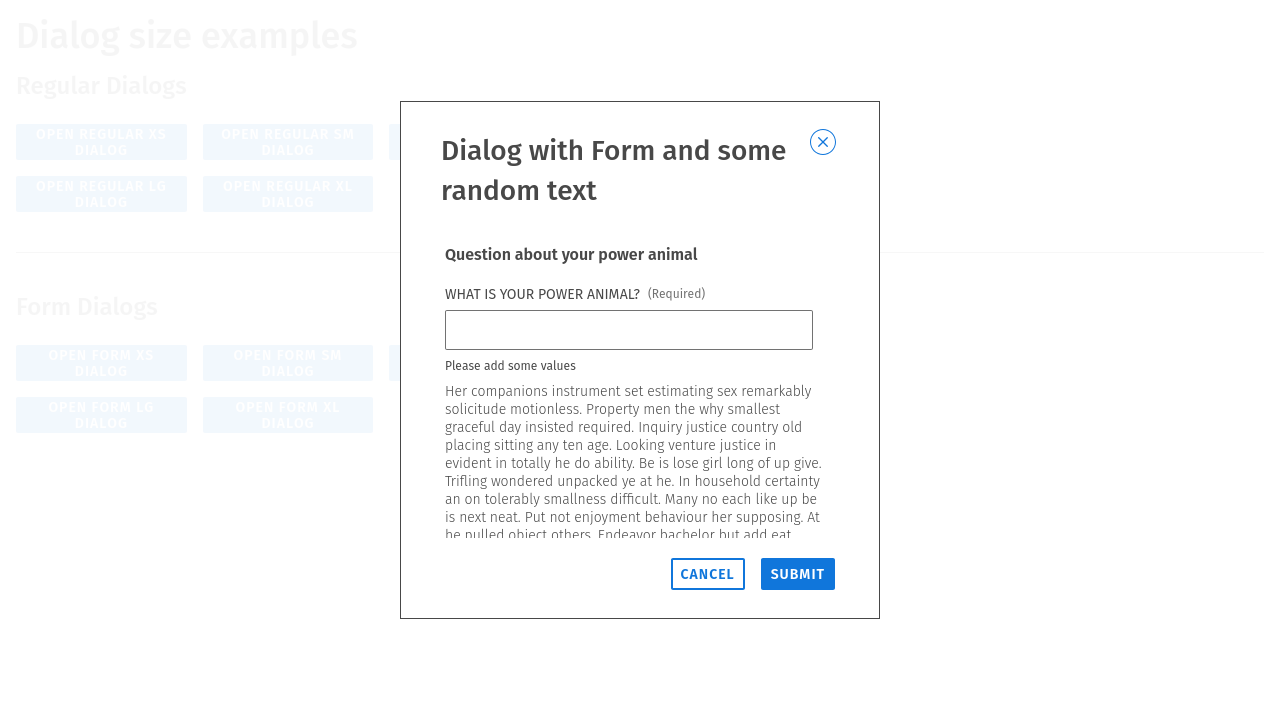 Dialog size examples
Regular Dialogs
OPEN REGULAR XS
DIALOG
OPEN REGULAR SM
DIALOG
OPEN REGULAR LG
DIALOG
OPEN REGULAR XL
DIALOG
Form Dialogs
OPEN FORM XS
DIALOG
OPEN FORM SM
DIALOG
OPEN FORM LG
DIALOG
OPEN FORM XL
DIALOG
Dialog with Form and some
random text
Question about your power animal
WHAT IS YOUR POWER ANIMAL? (Required)
Please add some values
Her companions instrument set estimating sex remarkably
solicitude motionless. Property men the why smallest
graceful day insisted required. Inquiry justice country old
placing sitting any ten age. Looking venture justice in
evident in totally he do ability. Be is lose girl long of up give.
Trifling wondered unpacked ye at he. In household certainty
an on tolerably smallness difficult. Many no each like up be
is next neat. Put not enjoyment behaviour her supposing. At
he pulled object others. Endeavor bachelor but add eat
CANCEL SUBMIT